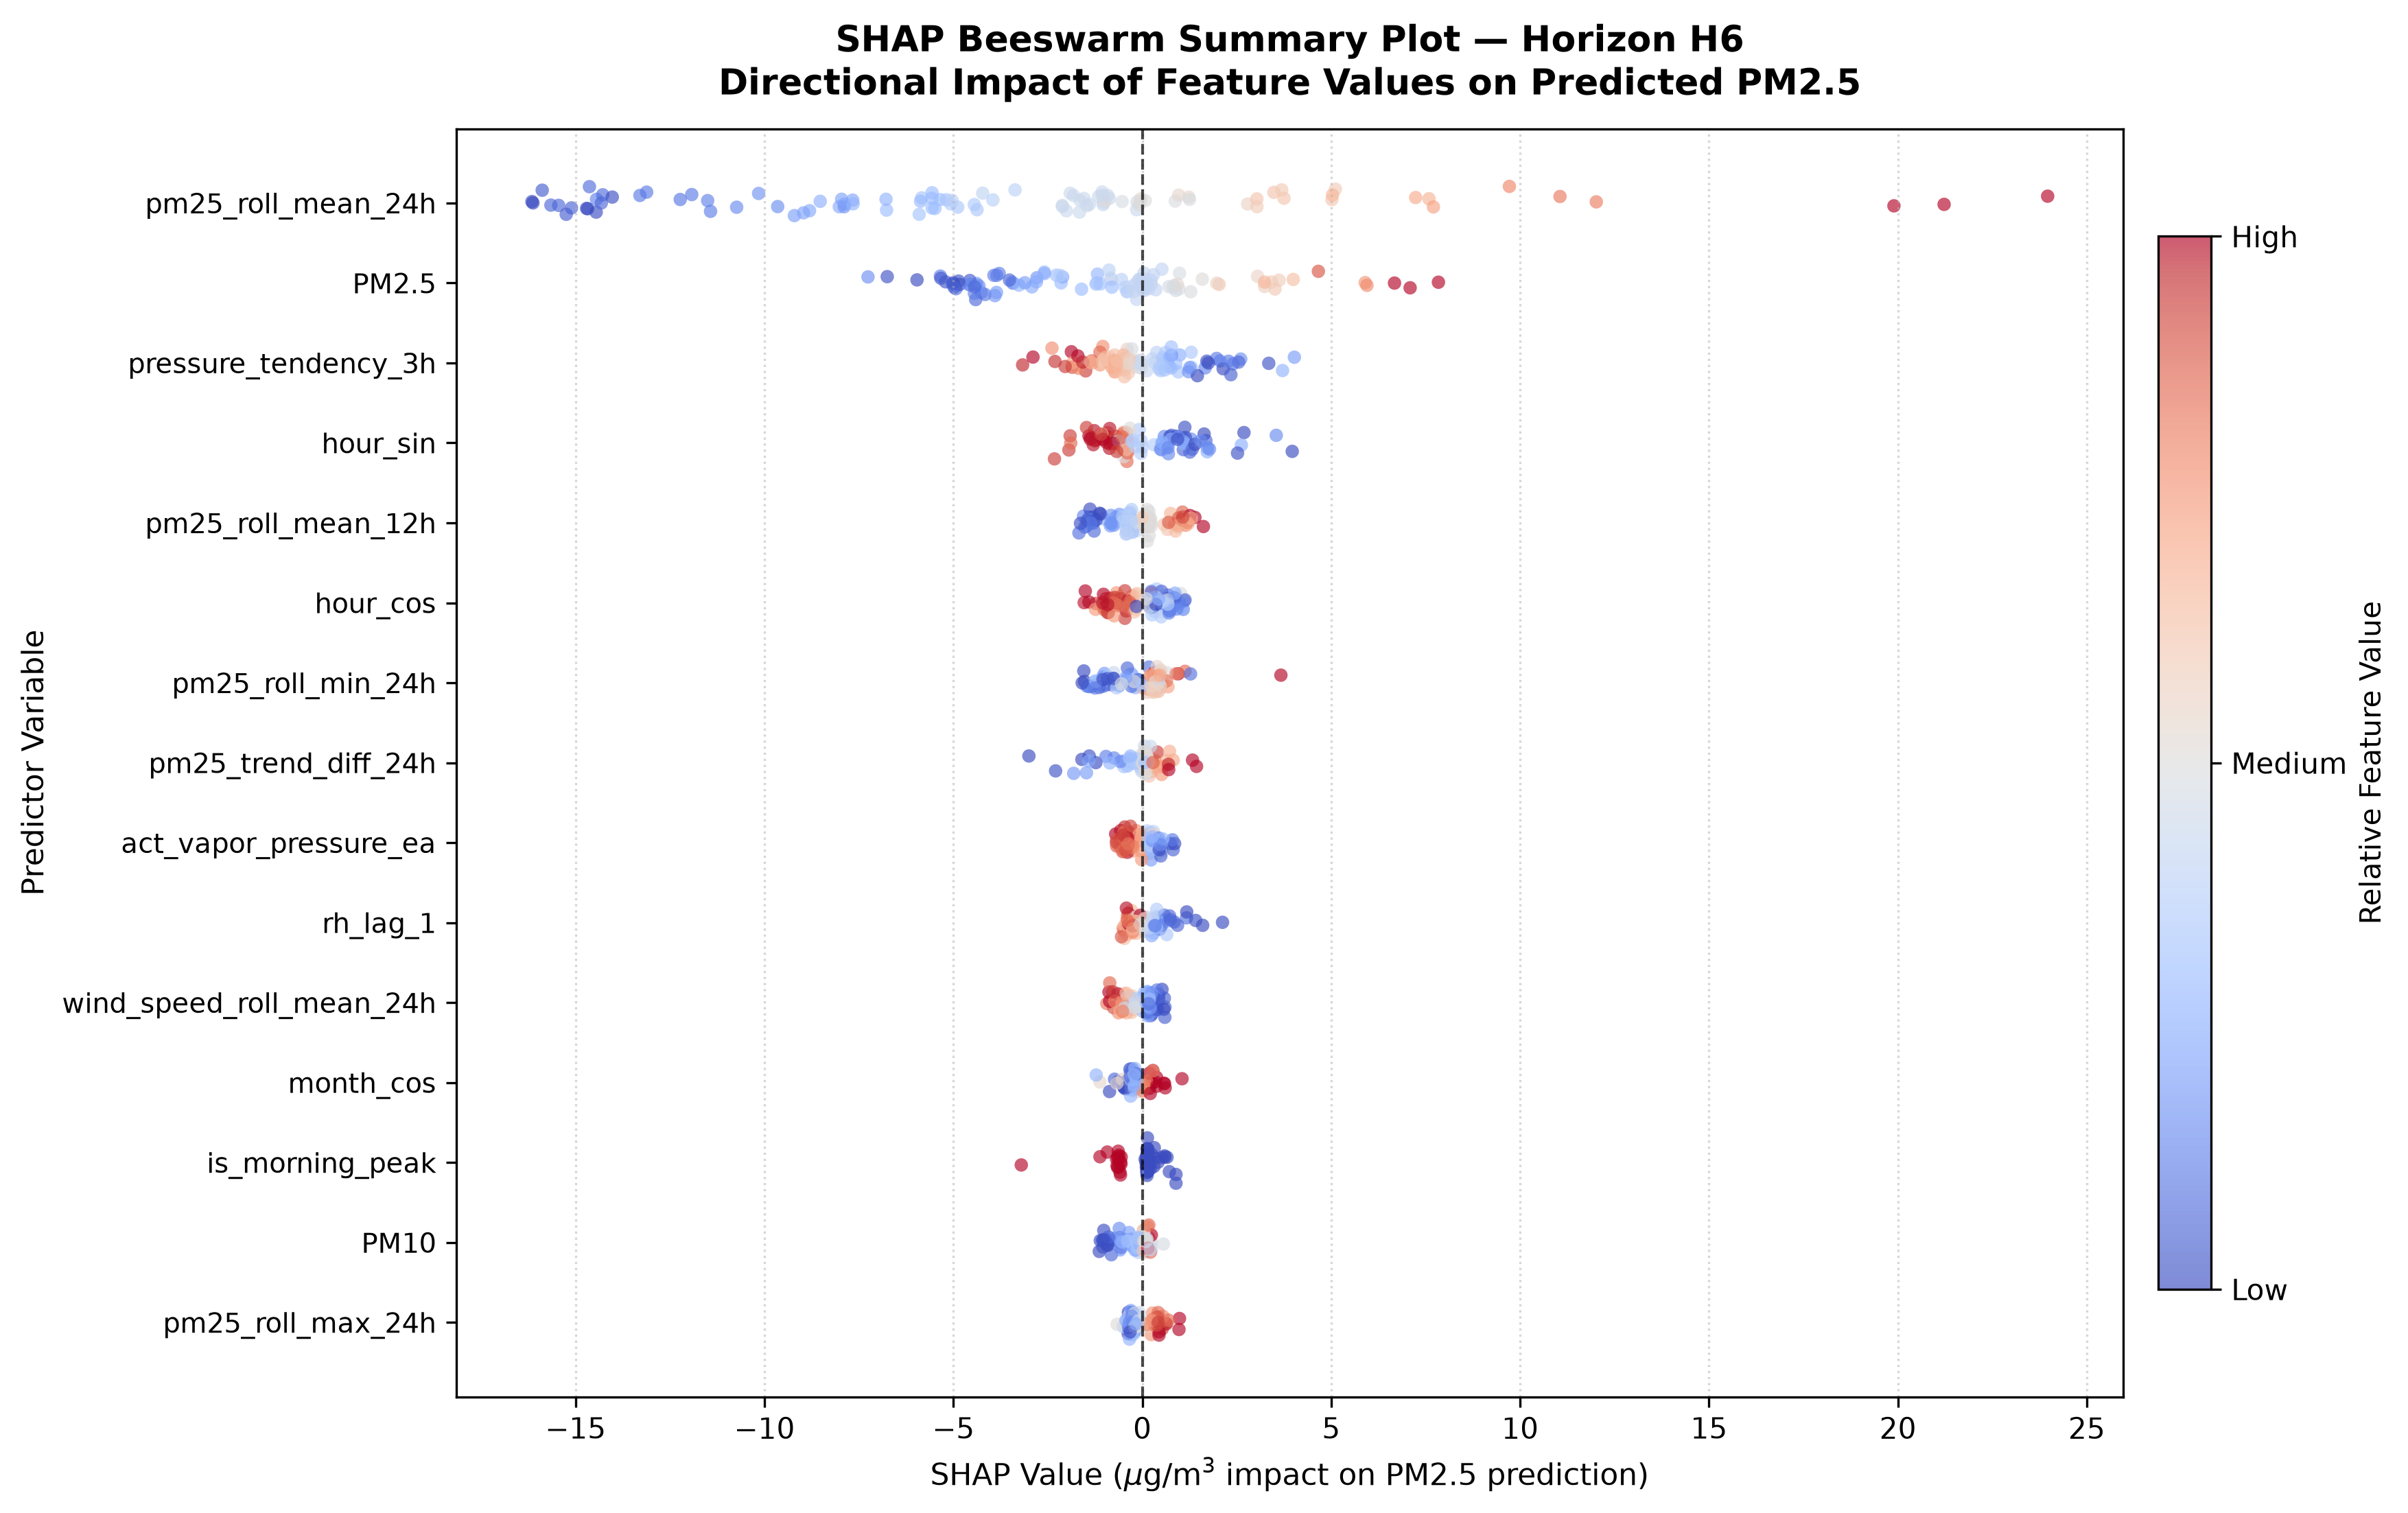 SHAP Beeswarm Summary Plot — Horizon H6
Directional Impact of Feature Values on Predicted PM2.5
Predictor Variable
pm25_roll_mean_24h
PM2.5
pressure_tendency_3h
hour_sin
pm25_roll_mean_12h
hour_cos
pm25_roll_min_24h
pm25_trend_diff_24h
act_vapor_pressure_ea
rh_lag_1
wind_speed_roll_mean_24h
month_cos
is_morning_peak
PM10
pm25_roll_max_24h
−15 −10 −5 0 5 10 15 20 25
SHAP Value (μg/m³ impact on PM2.5 prediction)
High
Medium
Low
Relative Feature Value